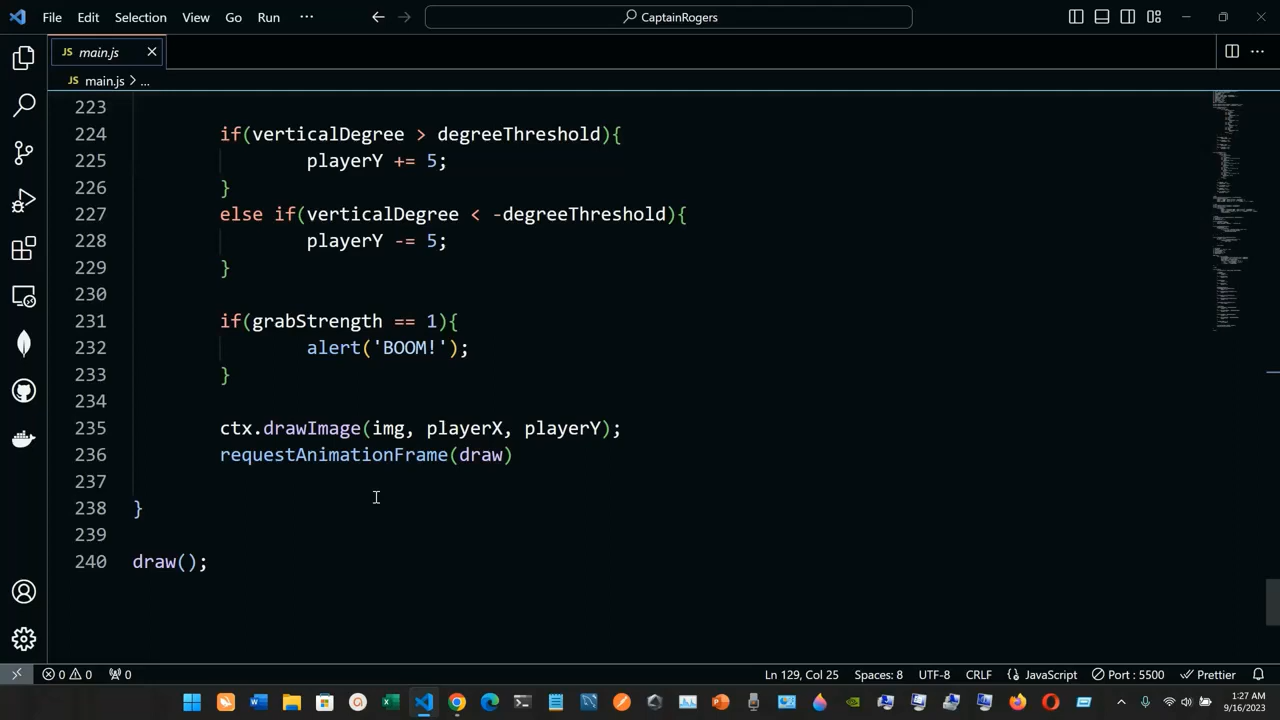 File Edit Selection View Go Run ··· CaptainRogers
JS main.js
JS main.js > ...
223
224 if(verticalDegree > degreeThreshold){
225 playerY += 5;
226 }
227 else if(verticalDegree < -degreeThreshold){
228 playerY -= 5;
229 }
230
231 if(grabStrength == 1){
232 alert('BOOM!');
233 }
234
235 ctx.drawImage(img, playerX, playerY);
236 requestAnimationFrame(draw)
237
238 }
239
240 draw();
0 0 0 Ln 129, Col 25 Spaces: 8 UTF-8 CRLF JavaScript Port : 5500 Prettier
1:27 AM
9/16/2023